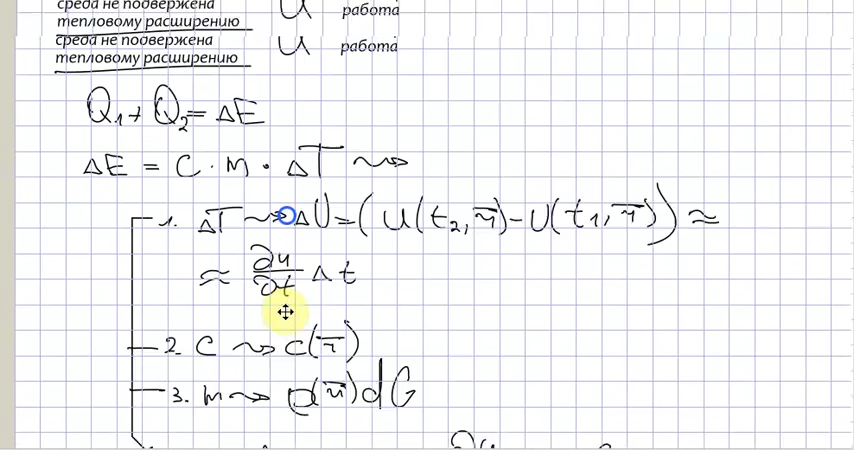 среда не подвержена
тепловому расширению
U работа
среда не подвержена
тепловому расширению
U работа
Q₁ + Q₂ = ΔE
ΔE = C · m · ΔT ⇝
1. ΔT ⇝ ΔU = (U(t₂, r̅) - U(t₁, r̅)) ≈
≈ ∂u/∂t Δt
2. C ⇝ C(r̅)
3. m ⇝ ρ(r̅) dG